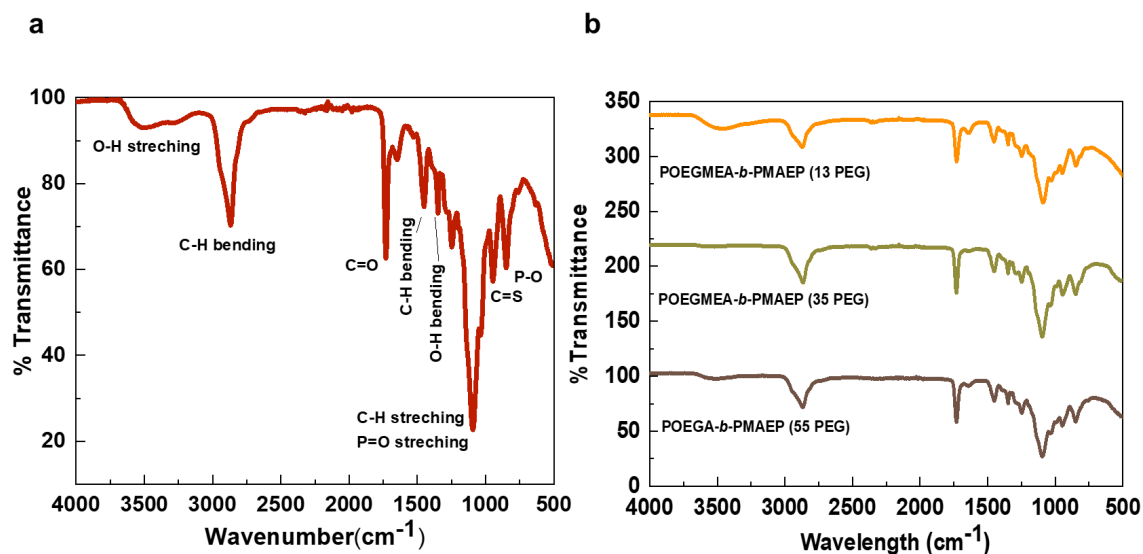 a
100
80
60
40
20
% Transmittance
O-H streching
C-H bending
C=O
C-H bending
O-H bending
C=S
P-O
C-H streching
P=O streching
4000 3500 3000 2500 2000 1500 1000 500
Wavenumber(cm-1)
b
350
300
250
200
150
100
50
0
% Transmittance
POEGMEA-b-PMAEP (13 PEG)
POEGMEA-b-PMAEP (35 PEG)
POEGA-b-PMAEP (55 PEG)
4000 3500 3000 2500 2000 1500 1000 500
Wavelength (cm-1)